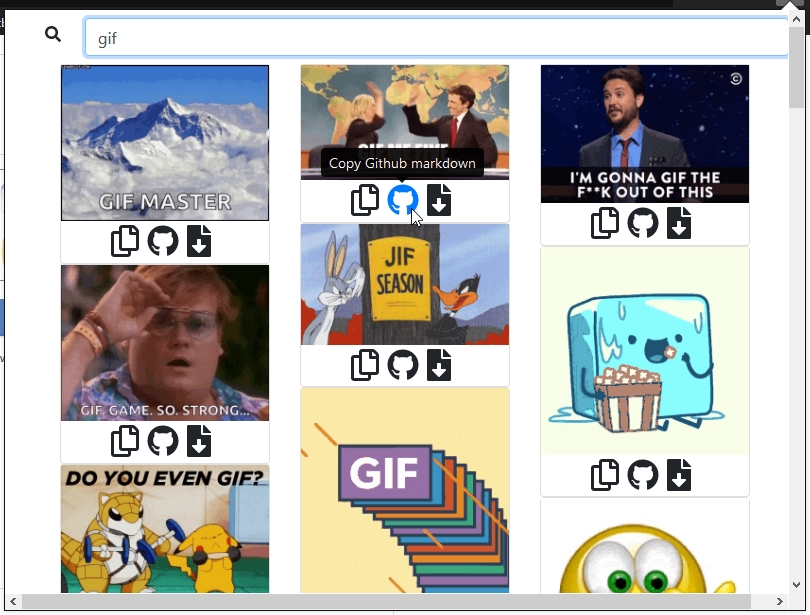 gif
GIF MASTER
Copy Github markdown
I'M GONNA GIF THE
F**K OUT OF THIS
JIF
SEASON
GIF. GAME. SO. STRONG...
DO YOU EVEN GIF?
GIF